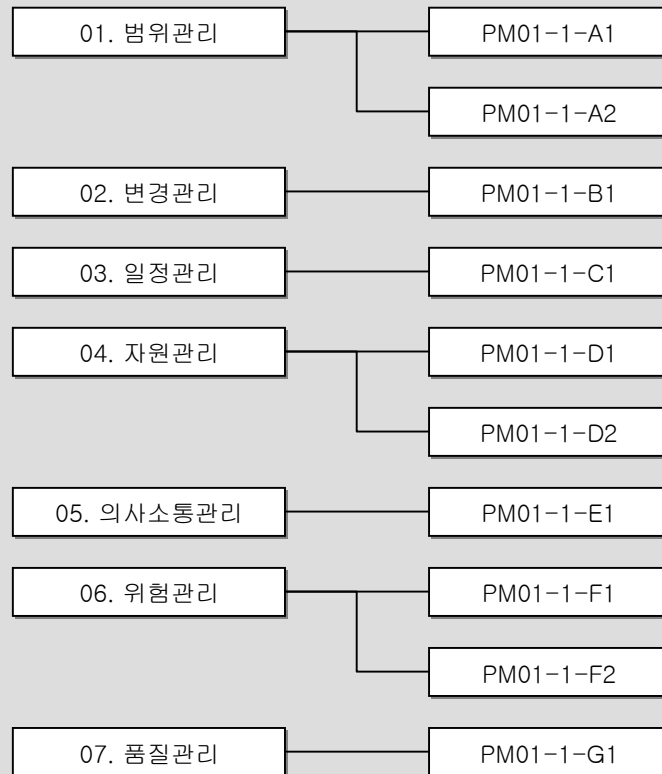 01. 범위관리
PM01-1-A1
PM01-1-A2
02. 변경관리
PM01-1-B1
03. 일정관리
PM01-1-C1
04. 자원관리
PM01-1-D1
PM01-1-D2
05. 의사소통관리
PM01-1-E1
06. 위험관리
PM01-1-F1
PM01-1-F2
07. 품질관리
PM01-1-G1